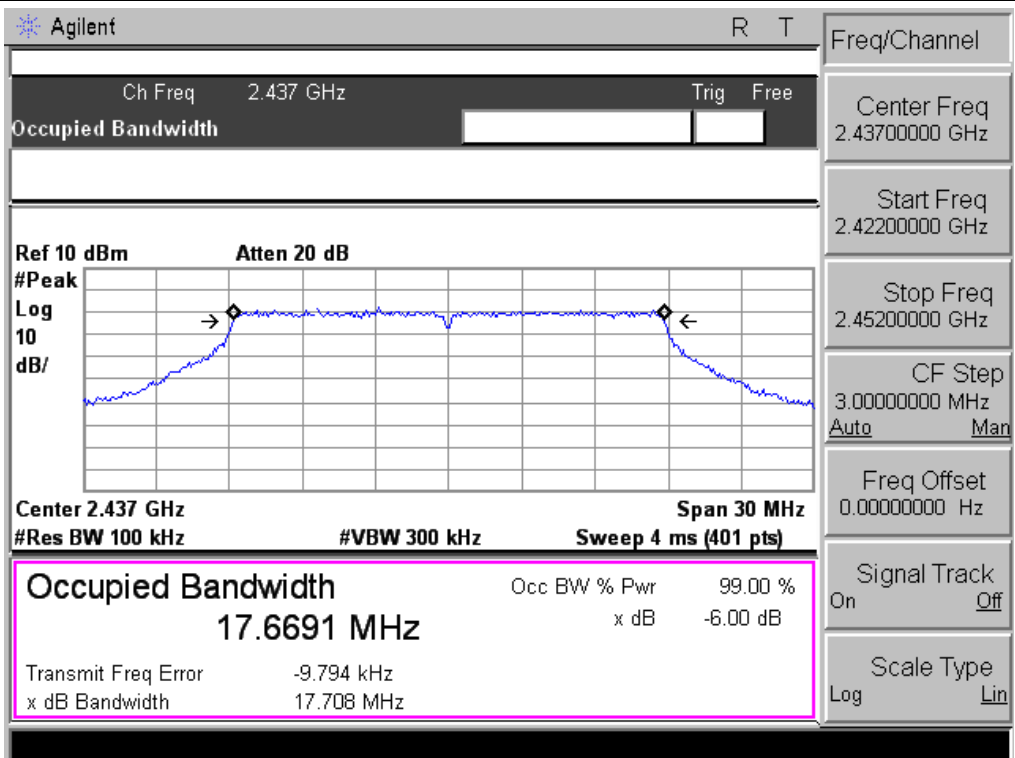 Agilent R T
Ch Freq 2.437 GHz Trig Free
Occupied Bandwidth
Ref 10 dBm Atten 20 dB
#Peak
Log
10
dB/
Center 2.437 GHz Span 30 MHz
#Res BW 100 kHz #VBW 300 kHz Sweep 4 ms (401 pts)
Occupied Bandwidth Occ BW % Pwr 99.00 %
17.6691 MHz x dB -6.00 dB
Transmit Freq Error -9.794 kHz
x dB Bandwidth 17.708 MHz
Freq/Channel
Center Freq
2.43700000 GHz
Start Freq
2.42200000 GHz
Stop Freq
2.45200000 GHz
CF Step
3.00000000 MHz
Auto Man
Freq Offset
0.00000000 Hz
Signal Track
On Off
Scale Type
Log Lin